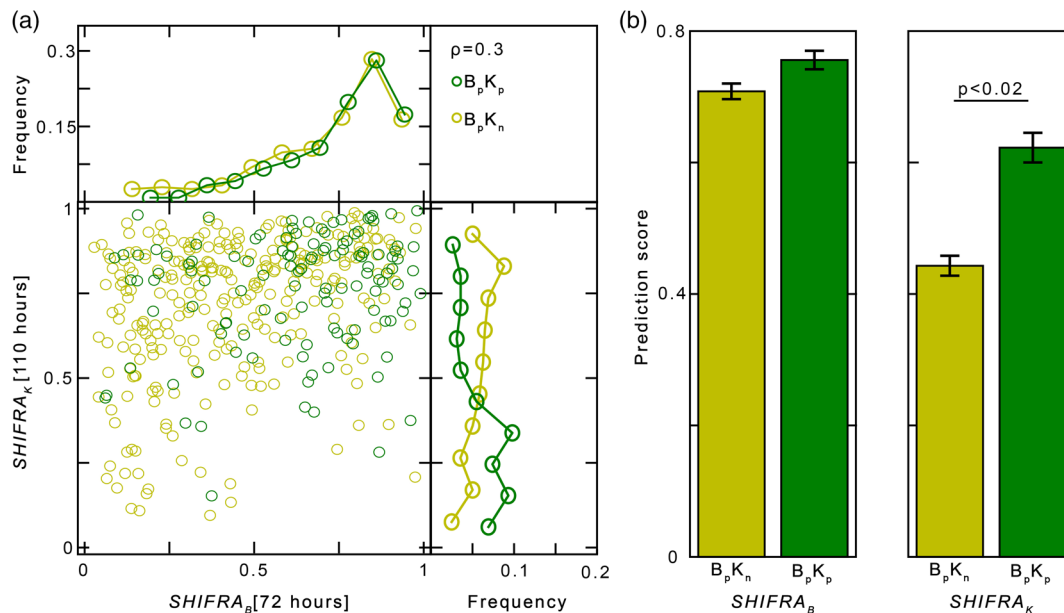 (a)
(b)
Frequency
0.3
0.15
ρ=0.3
BpKp
BpKn
SHIFRAK [110 hours]
1
0.5
0
0
0.5
1
SHIFRAB[72 hours]
0.1
0.2
Frequency
Prediction score
0.8
0.4
0
BpKn
BpKp
SHIFRAB
p<0.02
BpKn
BpKp
SHIFRAK